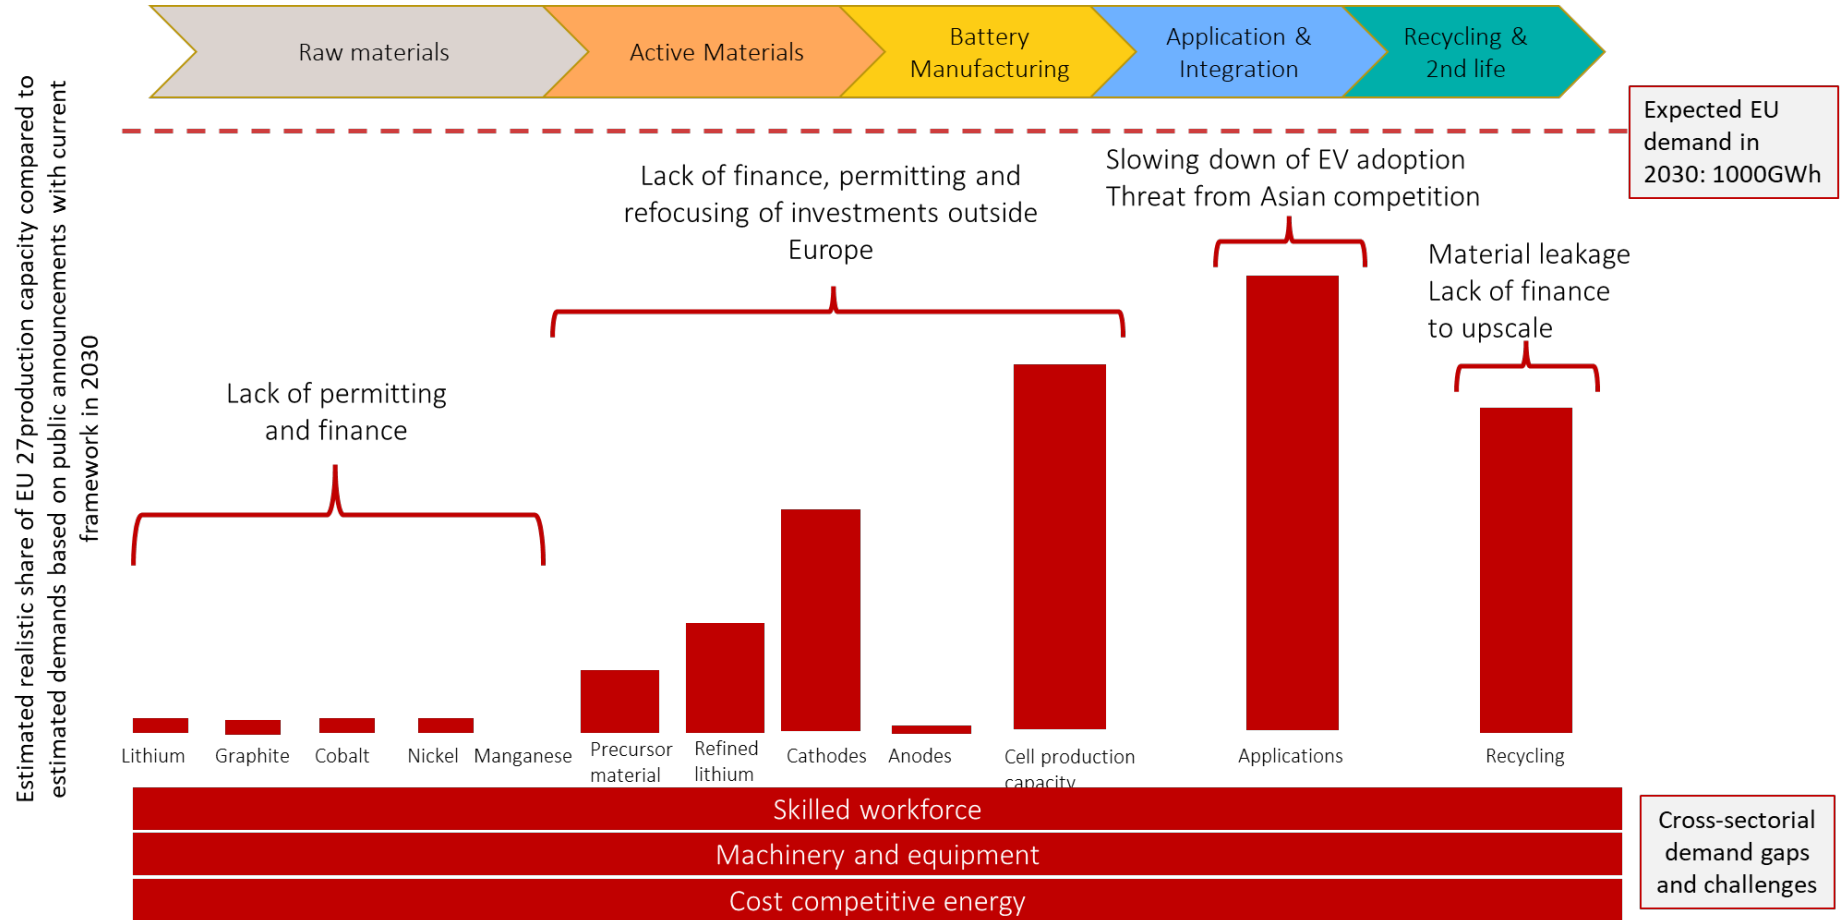 Raw materials
Active Materials
Battery
Manufacturing
Application &
Integration
Recycling &
2nd life
Expected EU
demand in
2030: 1000GWh
Estimated realistic share of EU 27production capacity compared to
estimated demands based on public announcements with current
framework in 2030
Lack of permitting
and finance
Lack of finance, permitting and
refocusing of investments outside
Europe
Slowing down of EV adoption
Threat from Asian competition
Material leakage
Lack of finance
to upscale
Lithium
Graphite
Cobalt
Nickel
Manganese
Precursor
material
Refined
lithium
Cathodes
Anodes
Cell production
capacity
Applications
Recycling
Skilled workforce
Machinery and equipment
Cost competitive energy
Cross-sectorial
demand gaps
and challenges